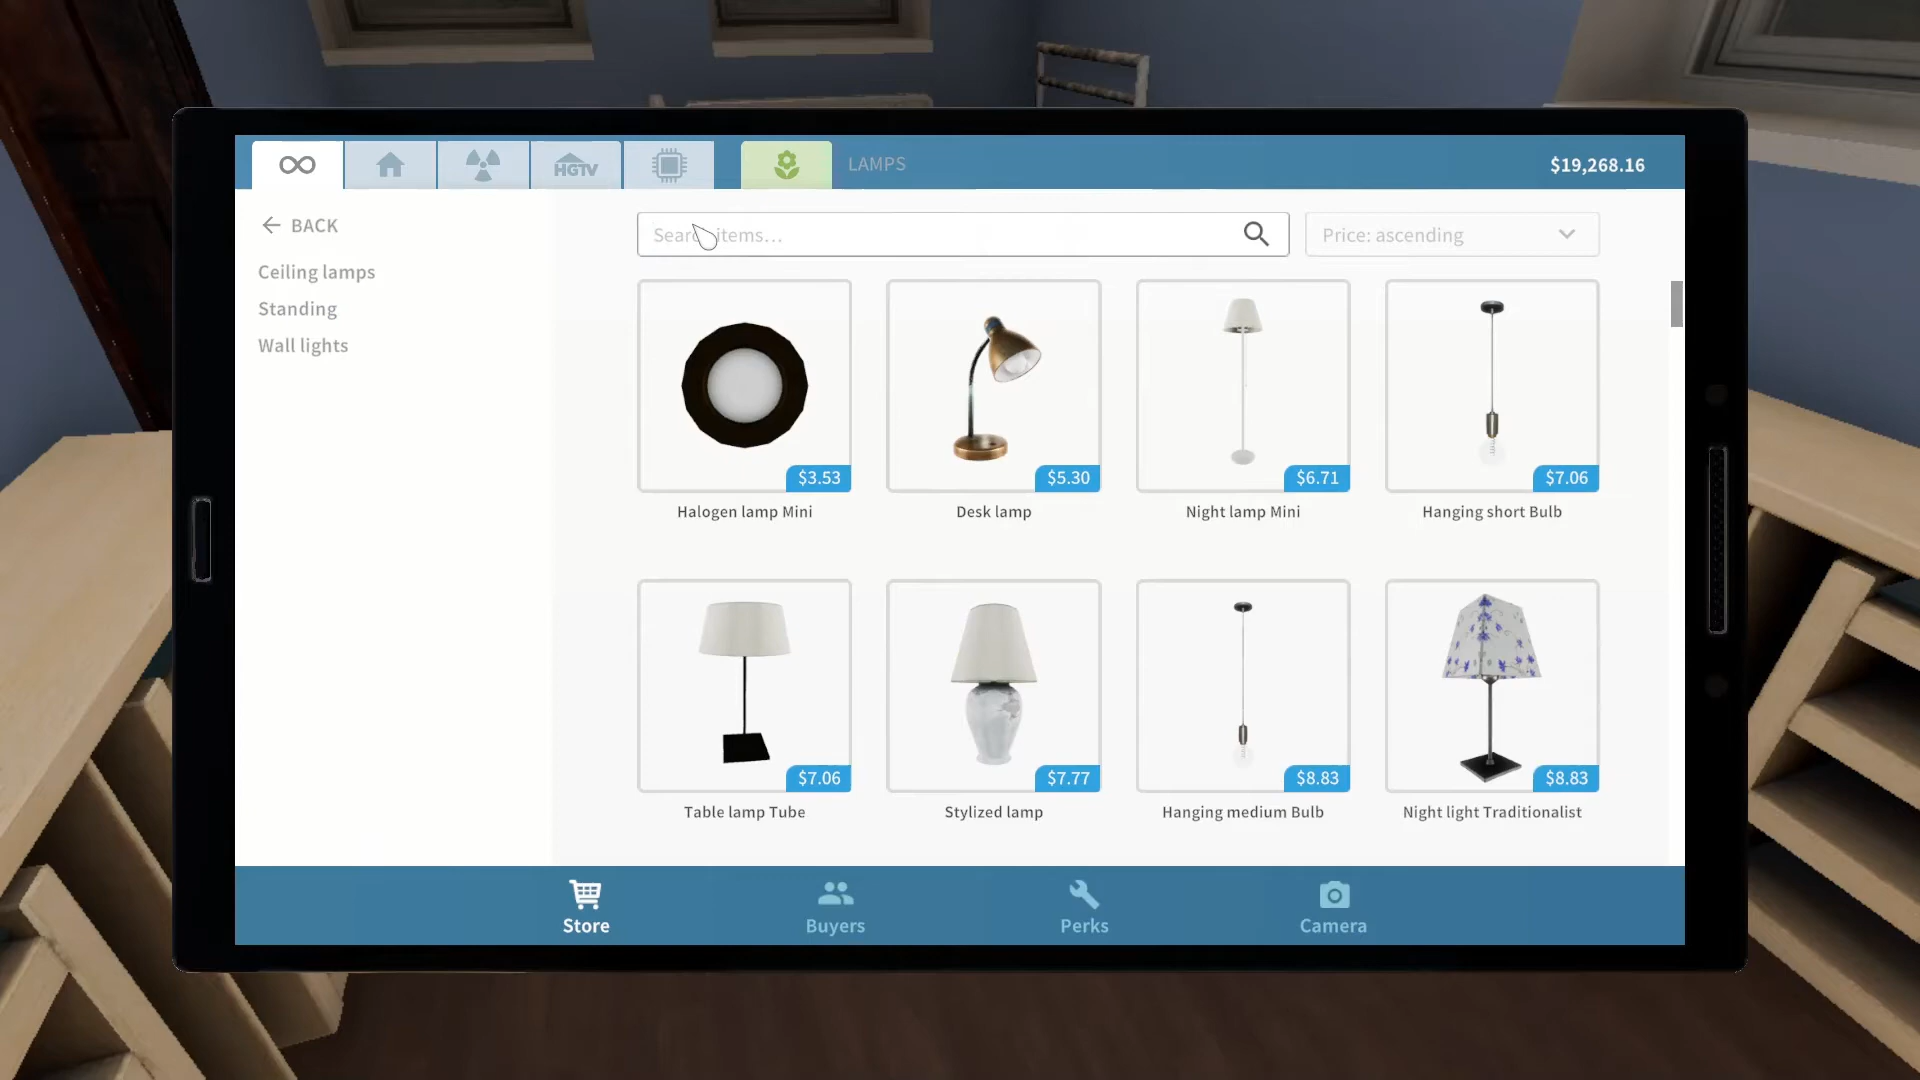 HGTV
LAMPS
$19,268.16
BACK
Ceiling lamps
Standing
Wall lights
Search items...
Price: ascending
$3.53
$5.30
$6.71
$7.06
Halogen lamp Mini
Desk lamp
Night lamp Mini
Hanging short Bulb
$7.06
$7.77
$8.83
$8.83
Table lamp Tube
Stylized lamp
Hanging medium Bulb
Night light Traditionalist
Store
Buyers
Perks
Camera